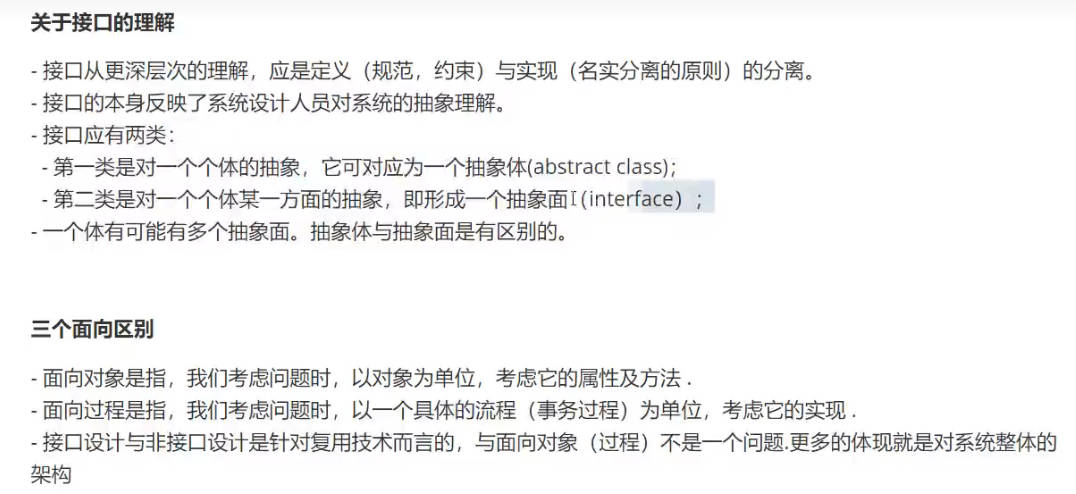 关于接口的理解
- 接口从更深层次的理解，应是定义（规范，约束）与实现（名实分离的原则）的分离。
- 接口的本身反映了系统设计人员对系统的抽象理解。
- 接口应有两类：
- 第一类是对一个个体的抽象，它可对应为一个抽象体(abstract class)；
- 第二类是对一个个体某一方面的抽象，即形成一个抽象面（interface）；
- 一个体有可能有多个抽象面。抽象体与抽象面是有区别的。
三个面向区别
- 面向对象是指，我们考虑问题时，以对象为单位，考虑它的属性及方法 .
- 面向过程是指，我们考虑问题时，以一个具体的流程（事务过程）为单位，考虑它的实现 .
- 接口设计与非接口设计是针对复用技术而言的，与面向对象（过程）不是一个问题.更多的体现就是对系统整体的
架构